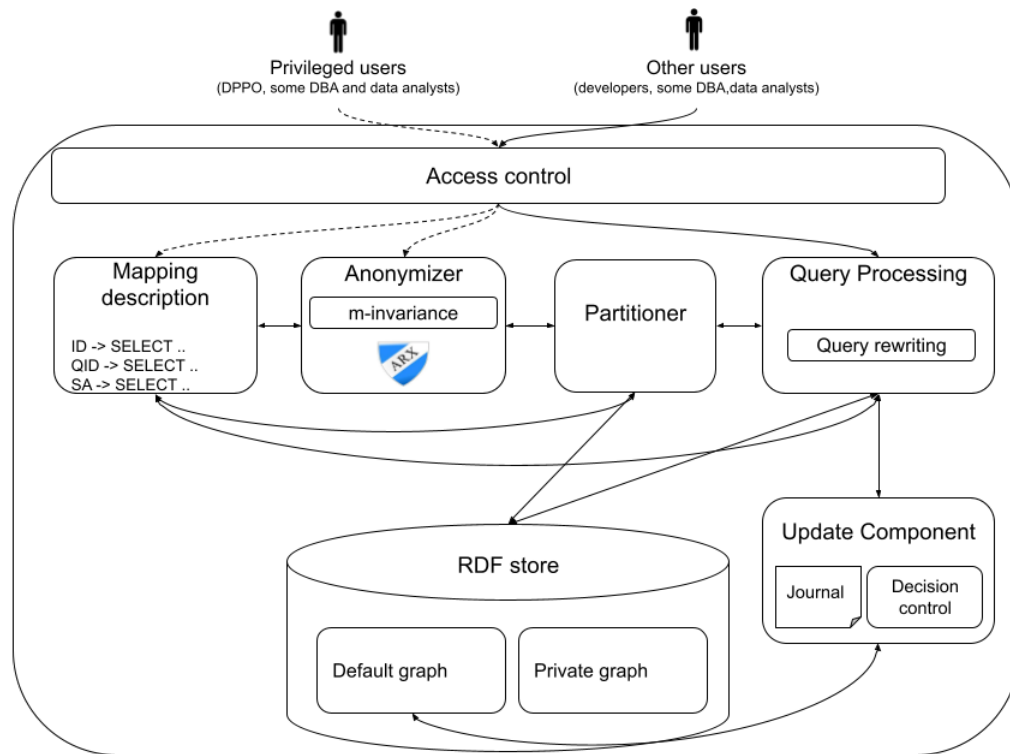 Privileged users
(DPPO, some DBA and data analysts)
Other users
(developers, some DBA,data analysts)
Access control
Mapping
description
ID -> SELECT ..
QID -> SELECT ..
SA -> SELECT ..
Anonymizer
m-invariance
ARX
Partitioner
Query Processing
Query rewriting
RDF store
Default graph
Private graph
Update Component
Journal
Decision
control